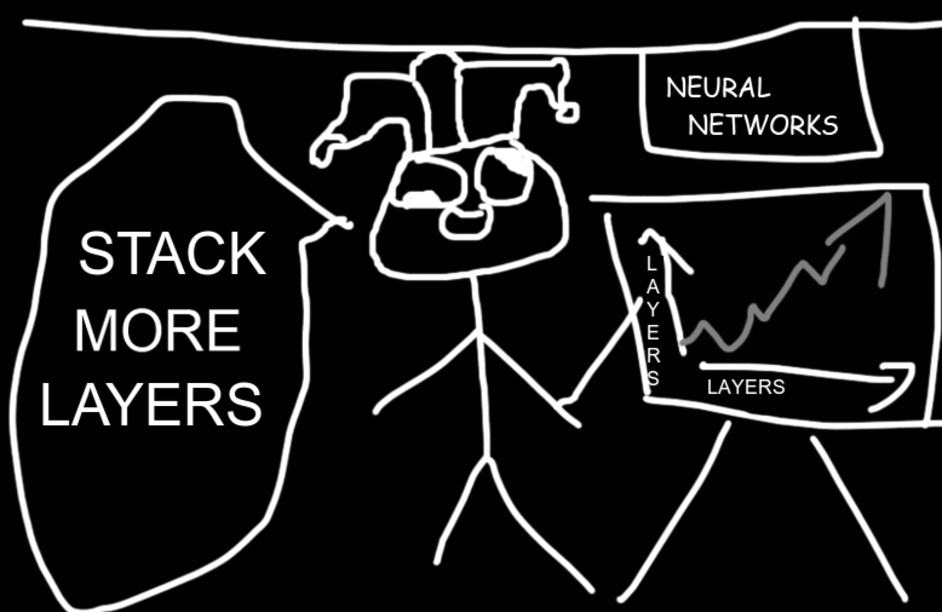 NEURAL
NETWORKS
STACK
MORE
LAYERS
LAYERS
LAYERS